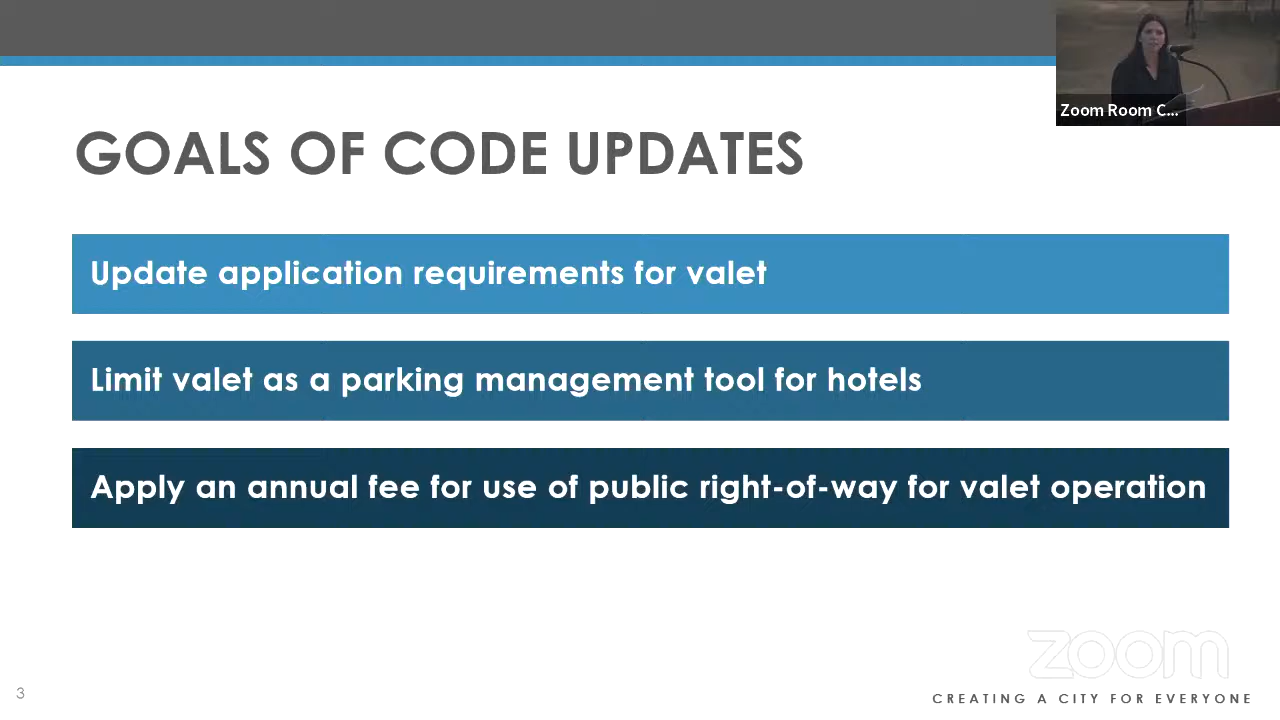 Zoom Room C...
GOALS OF CODE UPDATES
Update application requirements for valet
Limit valet as a parking management tool for hotels
Apply an annual fee for use of public right-of-way for valet operation
zoom
3
CREATING A CITY FOR EVERYONE